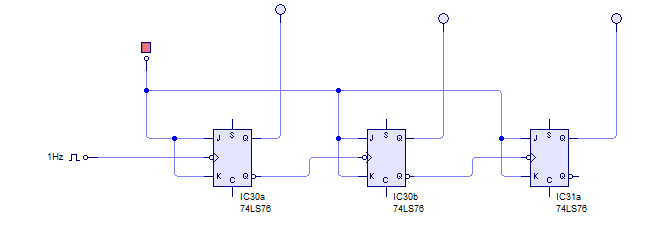 J S Q J S Q J S Q
1Hz
K C Q K C Q K C Q
IC30a IC30b IC31a
74LS76 74LS76 74LS76